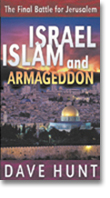 The Final Battle for Jerusalem
ISRAEL
ISLAM and
ARMAGEDDON
DAVE HUNT